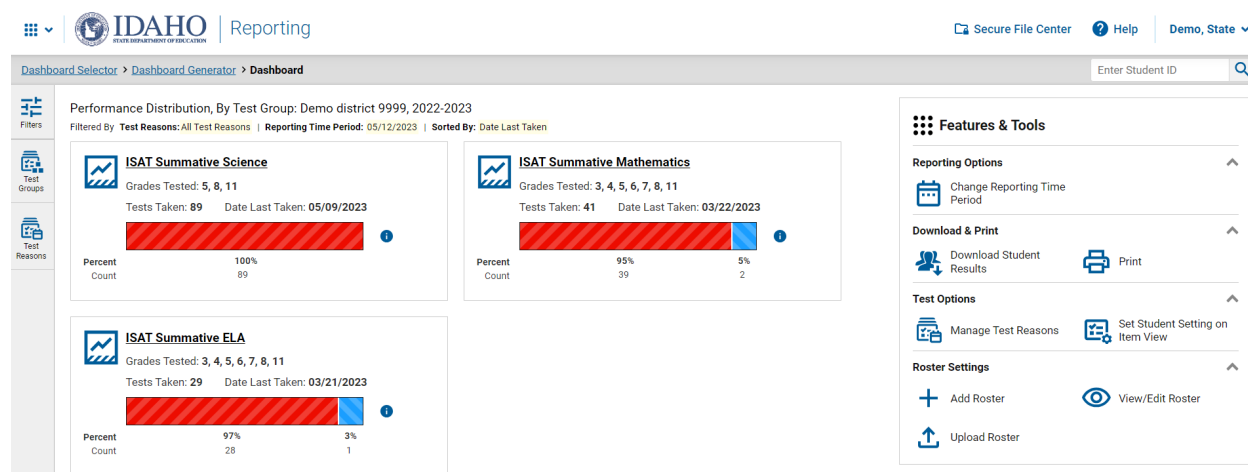 IDAHO
STATE DEPARTMENT OF EDUCATION
Reporting
Secure File Center
Help
Demo, State
Dashboard Selector > Dashboard Generator > Dashboard
Enter Student ID
Filters
Test
Groups
Test
Reasons
Performance Distribution, By Test Group: Demo district 9999, 2022-2023
Filtered By Test Reasons: All Test Reasons | Reporting Time Period: 05/12/2023 | Sorted By: Date Last Taken
ISAT Summative Science
Grades Tested: 5, 8, 11
Tests Taken: 89 Date Last Taken: 05/09/2023
Percent 100%
Count 89
ISAT Summative Mathematics
Grades Tested: 3, 4, 5, 6, 7, 8, 11
Tests Taken: 41 Date Last Taken: 03/22/2023
Percent 95% 5%
Count 39 2
ISAT Summative ELA
Grades Tested: 3, 4, 5, 6, 7, 8, 11
Tests Taken: 29 Date Last Taken: 03/21/2023
Percent 97% 3%
Count 28 1
Features & Tools
Reporting Options
Change Reporting Time
Period
Download & Print
Download Student
Results
Print
Test Options
Manage Test Reasons
Set Student Setting on
Item View
Roster Settings
Add Roster
View/Edit Roster
Upload Roster